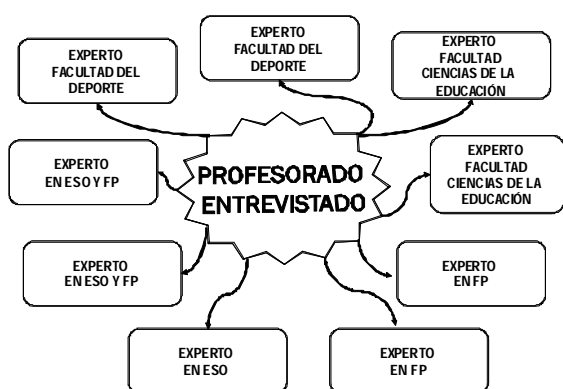 EXPERTO
FACULTAD DEL
DEPORTE
EXPERTO
FACULTAD DEL
DEPORTE
EXPERTO
FACULTAD
CIENCIAS DE LA
EDUCACIÓN
EXPERTO
EN ESO Y FP
PROFESORADO
ENTREVISTADO
EXPERTO
FACULTAD
CIENCIAS DE LA
EDUCACIÓN
EXPERTO
EN ESO Y FP
EXPERTO
EN FP
EXPERTO
EN ESO
EXPERTO
EN FP